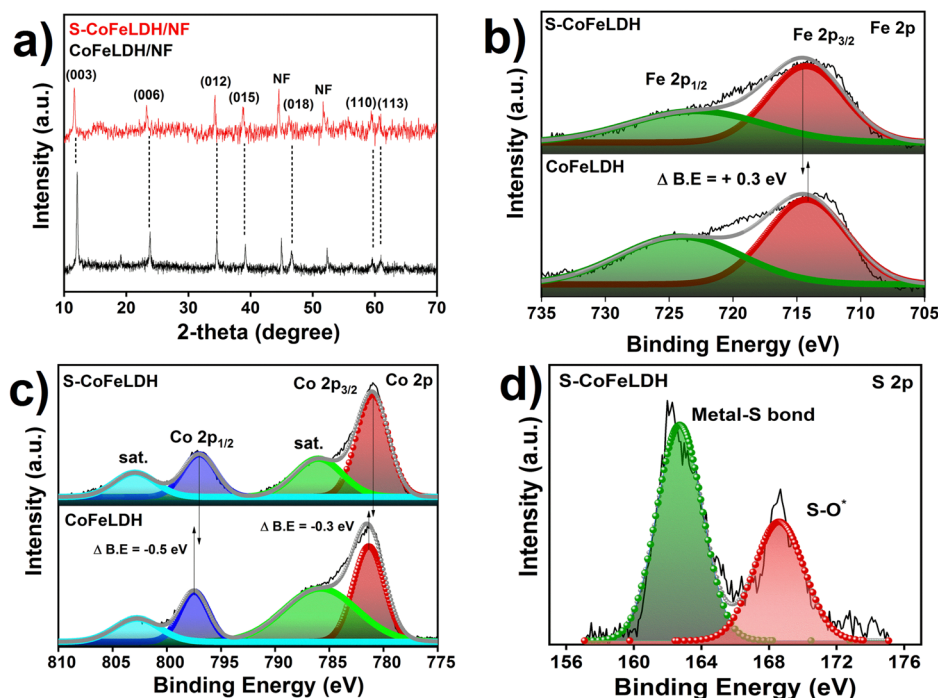 a)
S-CoFeLDH/NF
CoFeLDH/NF
(003)
(006)
(012)
(015)
NF
(018)
NF
(110)
(113)
Intensity (a.u.)
10 20 30 40 50 60 70
2-theta (degree)
b)
S-CoFeLDH
Fe 2p3/2
Fe 2p
Fe 2p1/2
CoFeLDH
Δ B.E = + 0.3 eV
Intensity (a.u.)
735 730 725 720 715 710 705
Binding Energy (eV)
c)
S-CoFeLDH
Co 2p3/2
Co 2p
Co 2p1/2
sat.
sat.
CoFeLDH
Δ B.E = -0.5 eV
Δ B.E = -0.3 eV
Intensity (a.u.)
810 805 800 795 790 785 780 775
Binding Energy (eV)
d)
S-CoFeLDH
S 2p
Metal-S bond
S-O*
Intensity (a.u.)
156 160 164 168 172 176
Binding Energy (eV)